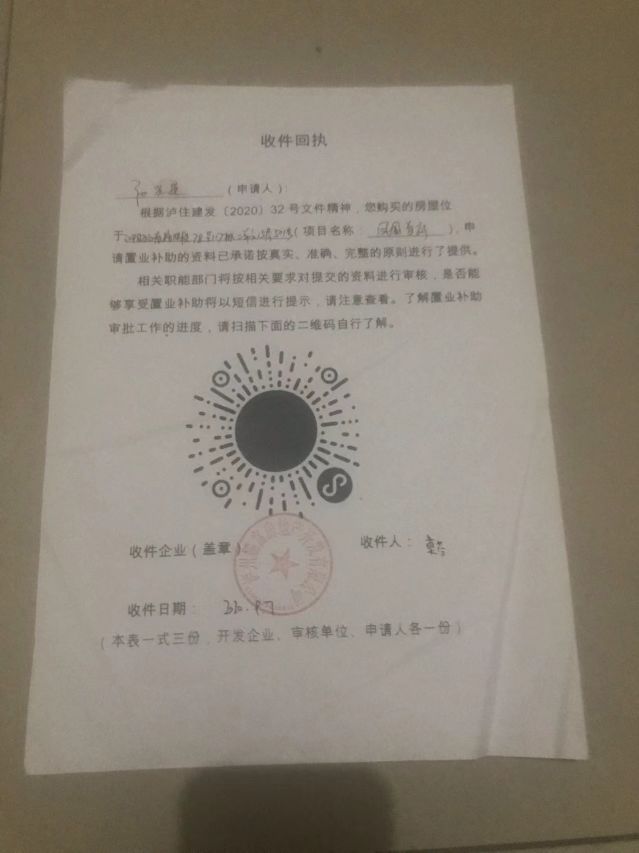 收件回执
（申请人）：
根据泸住建发〔2020〕32号文件精神，您购买的房屋位
于（项目名称：凤凰首府），申
请置业补助的资料已承诺按真实、准确、完整的原则进行了提供。
相关职能部门将按相关要求对提交的资料进行审核，是否能
够享受置业补助将以短信进行提示，请注意查看。了解置业补助
审批工作的进度，请扫描下面的二维码自行了解。
收件企业（盖章） 收件人：
收件日期：
（本表一式三份，开发企业、审核单位、申请人各一份）